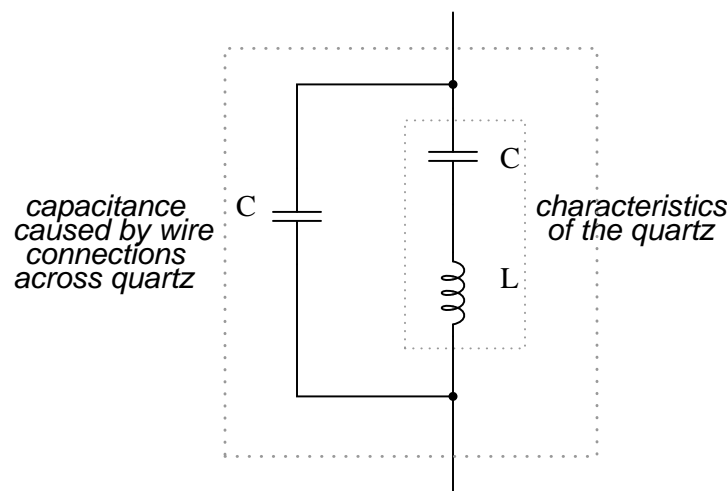 capacitance
caused by wire
connections
across quartz
C
C
L
characteristics
of the quartz